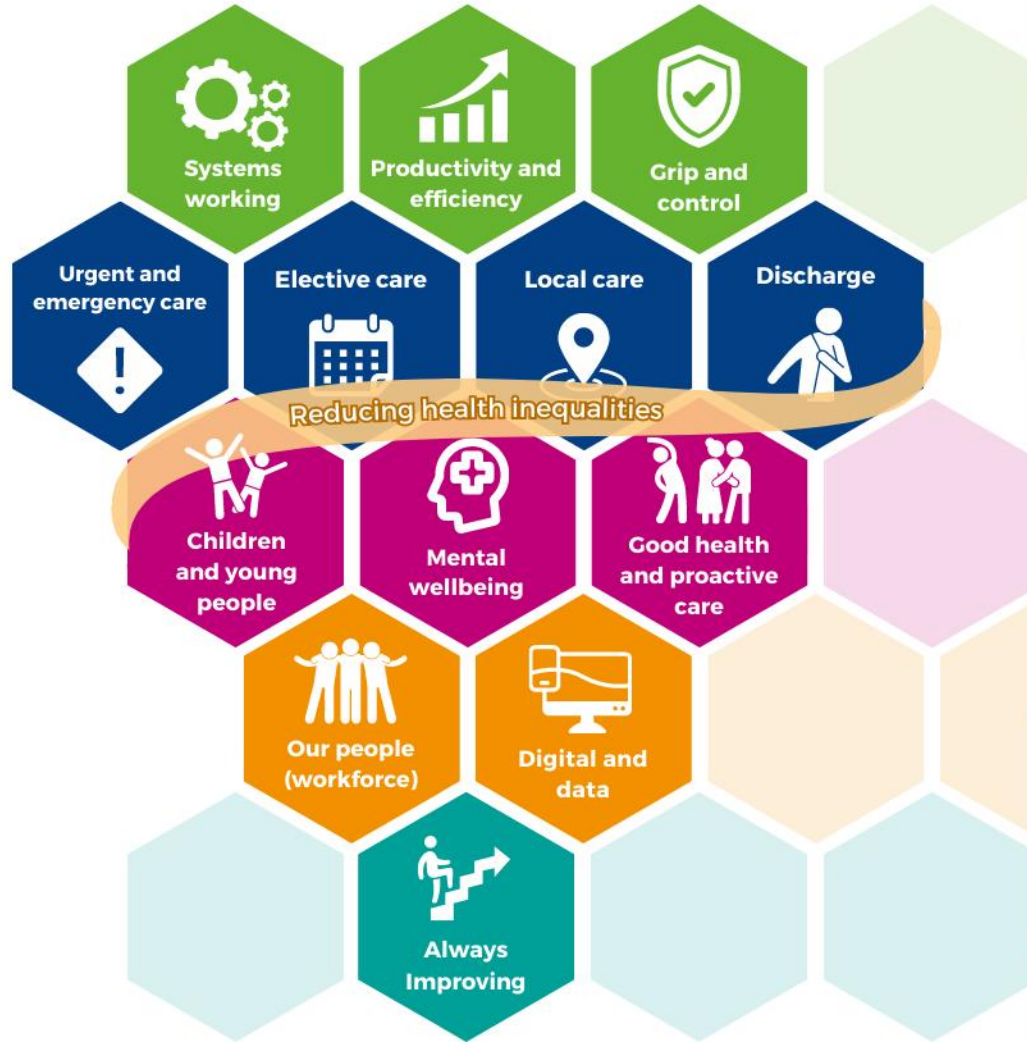 Systems
working
Productivity and
efficiency
Grip and
control
Urgent and
emergency care
Elective care
Local care
Discharge
Reducing health inequalities
Children
and young
people
Mental
wellbeing
Good health
and proactive
care
Our people
(workforce)
Digital and
data
Always
Improving